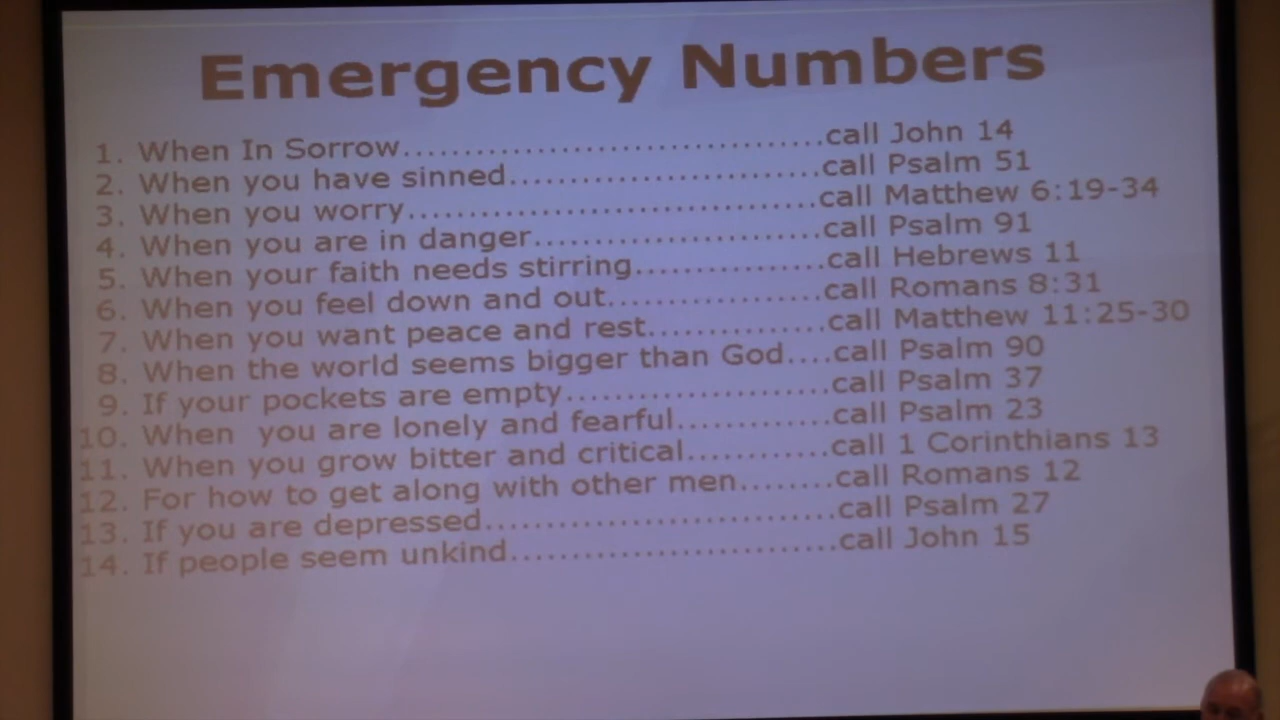 Emergency Numbers
1. When In Sorrow..................................call John 14
2. When you have sinned.........................call Psalm 51
3. When you worry.................................call Matthew 6:19-34
4. When you are in danger.......................call Psalm 91
5. When your faith needs stirring...............call Hebrews 11
6. When you feel down and out.................call Romans 8:31
7. When you want peace and rest..............call Matthew 11:25-30
8. When the world seems bigger than God....call Psalm 90
9. If your pockets are empty.....................call Psalm 37
10. When you are lonely and fearful............call Psalm 23
11. When you grow bitter and critical...........call 1 Corinthians 13
12. For how to get along with other men.......call Romans 12
13. If you are depressed............................call Psalm 27
14. If people seem unkind..........................call John 15